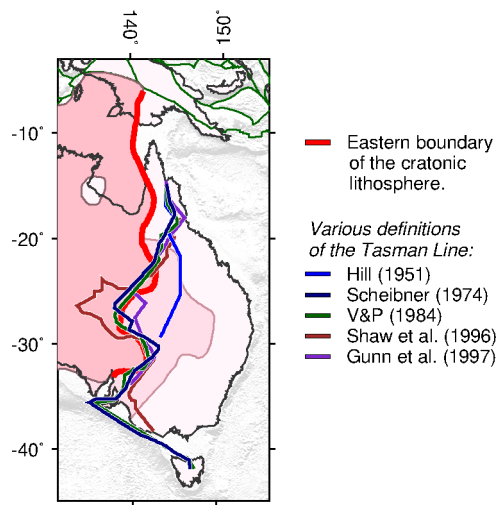 140°
150°
-10°
-20°
-30°
-40°
Eastern boundary
of the cratonic
lithosphere.
Various definitions
of the Tasman Line:
Hill (1951)
Scheibner (1974)
V&P (1984)
Shaw et al. (1996)
Gunn et al. (1997)